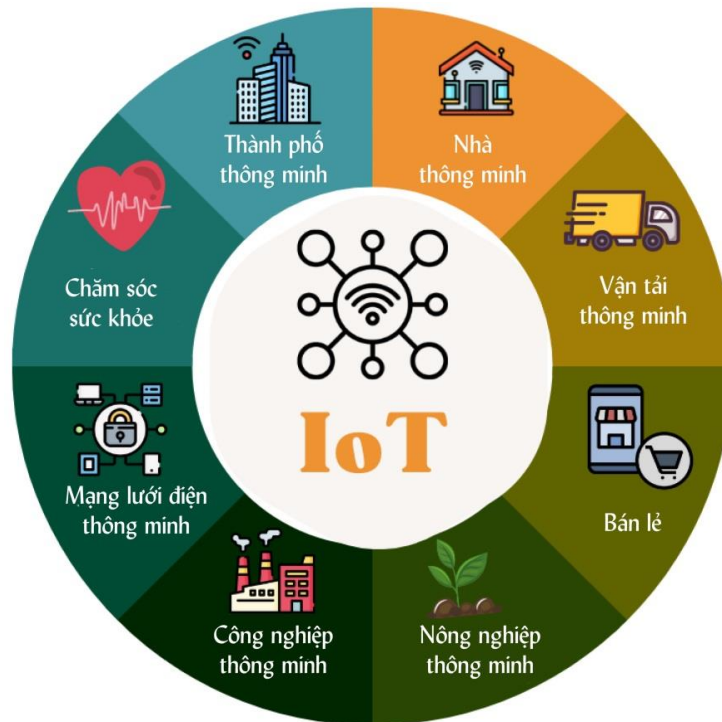 Thành phố
thông minh
Nhà
thông minh
Vận tải
thông minh
Bán lẻ
Nông nghiệp
thông minh
Công nghiệp
thông minh
Mạng lưới điện
thông minh
Chăm sóc
sức khỏe
IoT